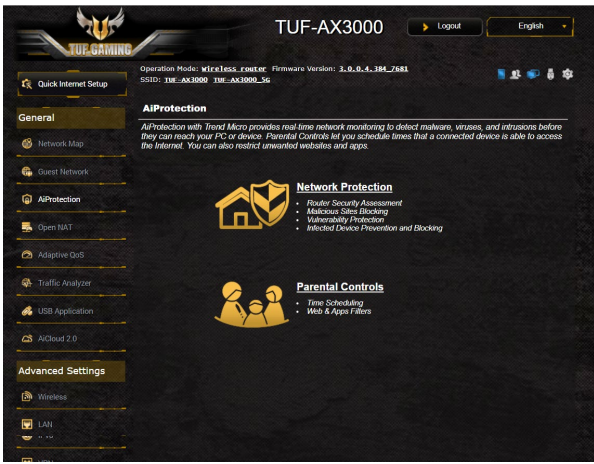 TUF GAMING
TUF-AX3000
Logout
English
Operation Mode: Wireless router Firmware Version: 3.0.0.4.384_7681
SSID: TUF-AX3000 TUF-AX3000_5G
Quick Internet Setup
General
Network Map
Guest Network
AiProtection
Open NAT
Adaptive QoS
Traffic Analyzer
USB Application
AiCloud 2.0
Advanced Settings
Wireless
LAN
AiProtection
AiProtection with Trend Micro provides real-time network monitoring to detect malware, viruses, and intrusions before
they can reach your PC or device. Parental Controls let you schedule times that a connected device is able to access
the Internet. You can also restrict unwanted websites and apps.
Network Protection
• Router Security Assessment
• Malicious Sites Blocking
• Vulnerability Protection
• Infected Device Prevention and Blocking
Parental Controls
• Time Scheduling
• Web & Apps Filters